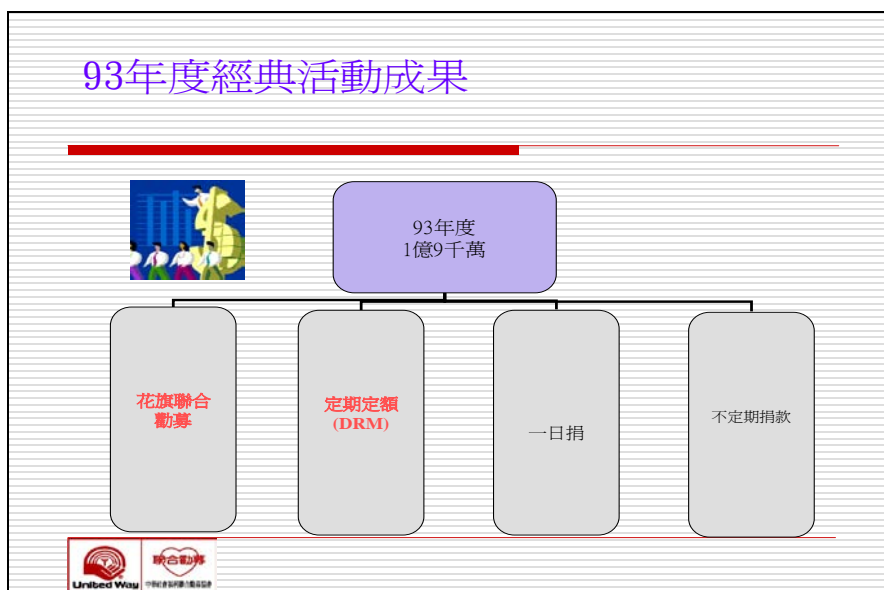 93年度經典活動成果
93年度
1億9千萬
花旗聯合
勸募
定期定額
(DRM)
一日捐
不定期捐款
聯合勸募
United Way